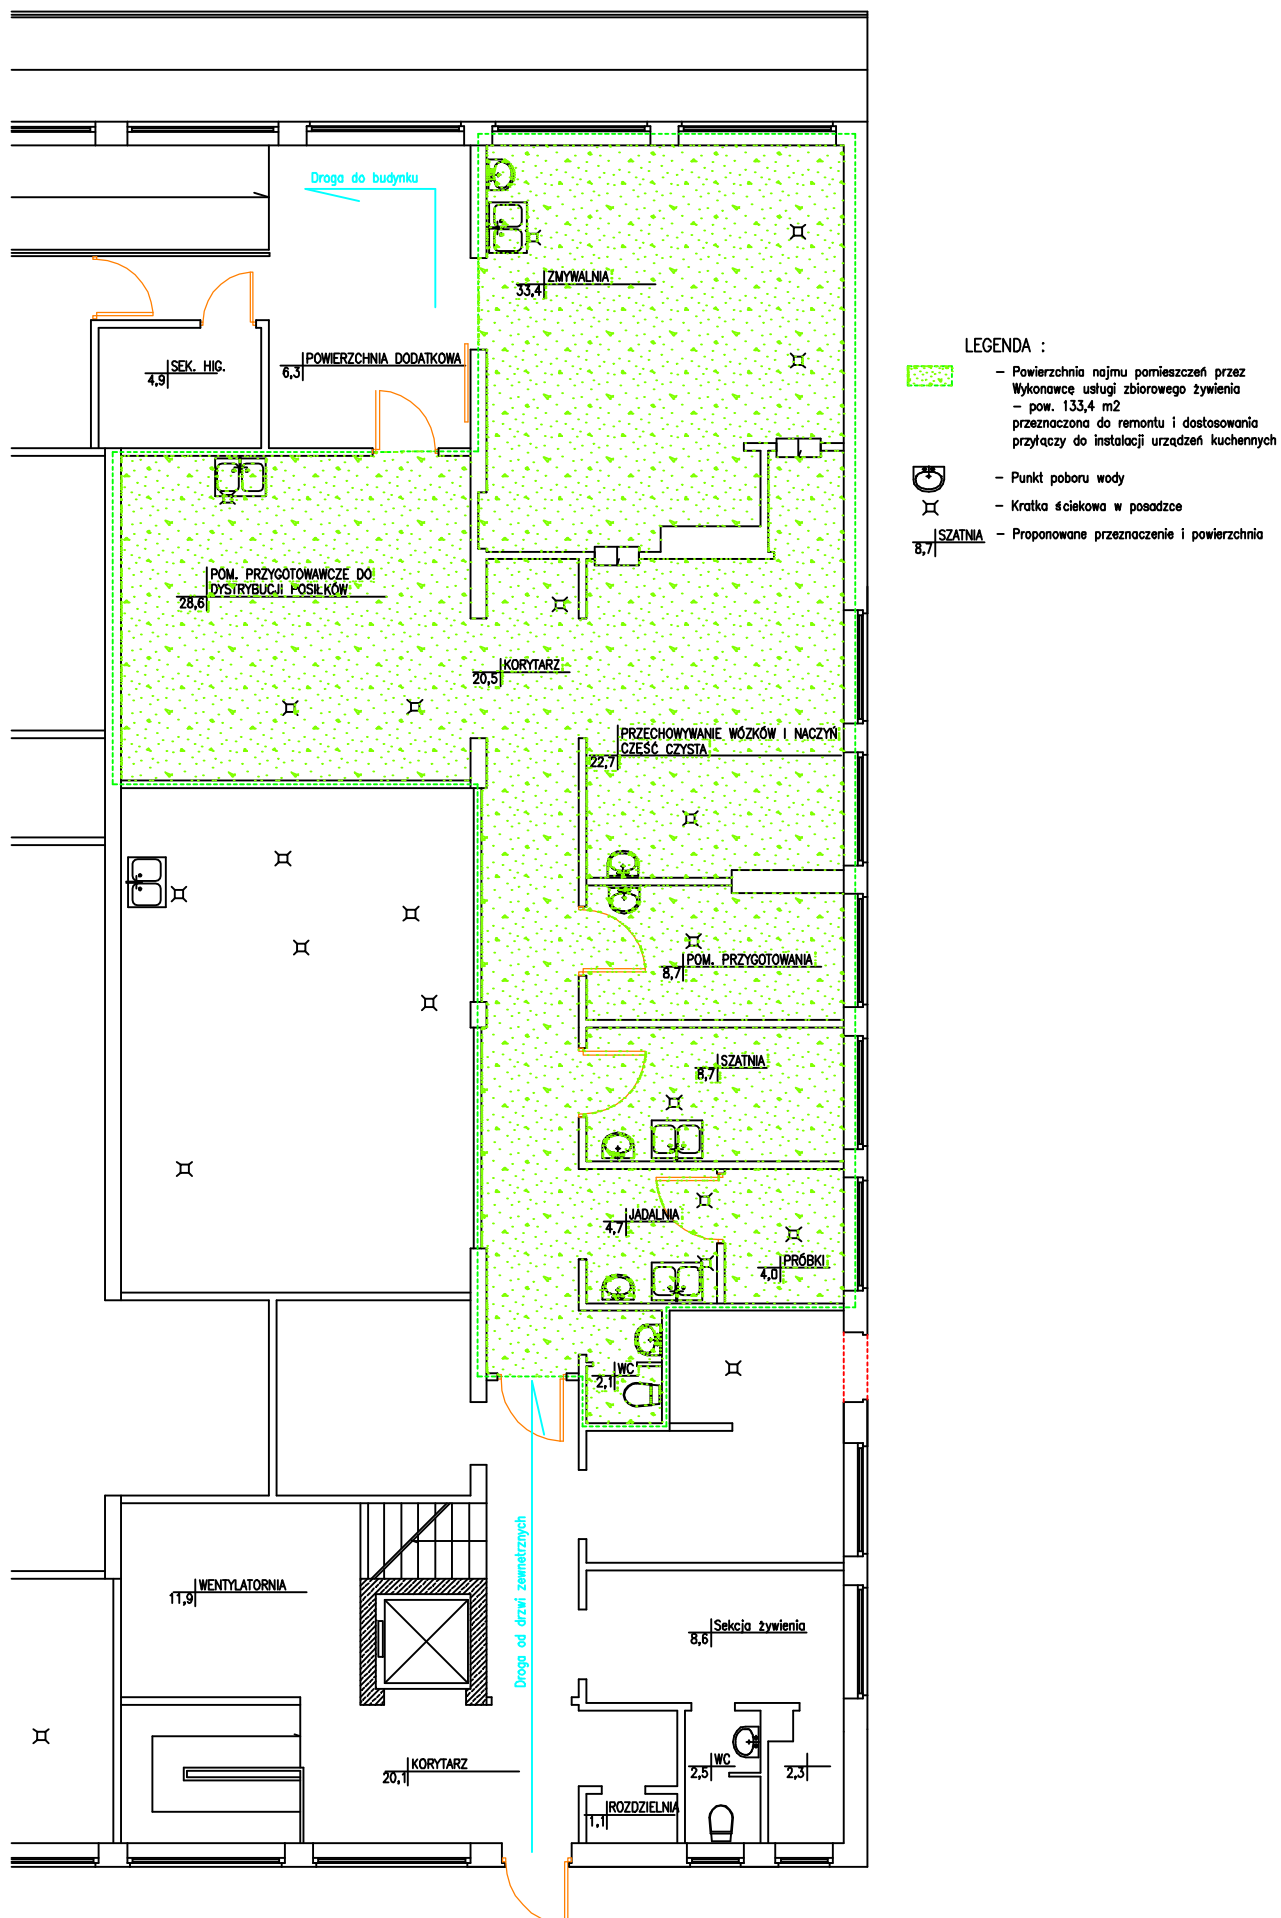 Droga do budynku
ZMYWALNIA
33,4
SEK. HIG.
4,9
POWIERZCHNIA DODATKOWA
6,3
LEGENDA :
– Powierzchnia najmu pomieszczeń przez
Wykonawcę usługi zbiorowego żywienia
– pow. 133,4 m2
przeznaczona do remontu i dostosowania
przyłączy do instalacji urządzeń kuchennych
– Punkt poboru wody
– Kratka ściekowa w posadzce
SZATNIA
8,7
– Proponowane przeznaczenie i powierzchnia
POM. PRZYGOTOWAWCZE DO
DYSTRYBUCJI POSIŁKÓW
28,6
KORYTARZ
20,5
PRZECHOWYWANIE WÓZKÓW I NACZYŃ
CZĘŚĆ CZYSTA
22,7
POM. PRZYGOTOWANIA
8,7
SZATNIA
8,7
JADALNIA
4,7
PRÓBKI
4,0
WC
2,1
Droga od drzwi zewnetrznych
WENTYLATORNIA
11,9
Sekcja żywienia
8,6
KORYTARZ
20,1
WC
2,5
2,3
ROZDZIELNIA
1,1